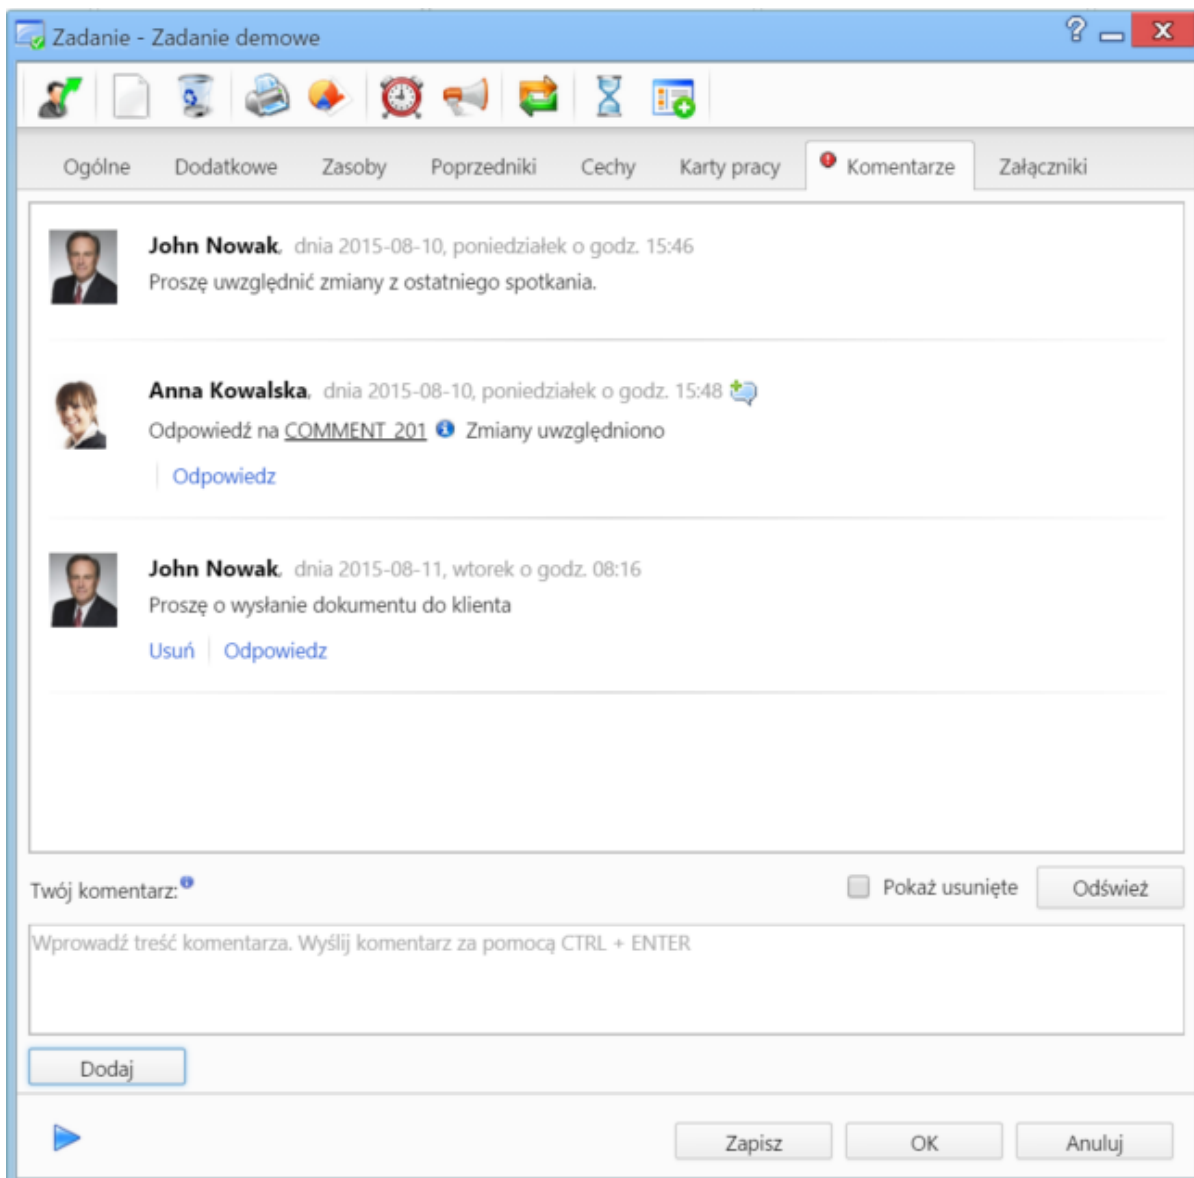 Zadanie - Zadanie demowe
Ogólne Dodatkowe Zasoby Poprzedniki Cechy Karty pracy Komentarze Załączniki
John Nowak, dnia 2015-08-10, poniedziałek o godz. 15:46
Proszę uwzględnić zmiany z ostatniego spotkania.
Anna Kowalska, dnia 2015-08-10, poniedziałek o godz. 15:48
Odpowiedź na COMMENT_201 Zmiany uwzględniono
Odpowiedz
John Nowak, dnia 2015-08-11, wtorek o godz. 08:16
Proszę o wysłanie dokumentu do klienta
Usuń Odpowiedz
Twój komentarz: Pokaż usunięte Odśwież
Wprowadź treść komentarza. Wyślij komentarz za pomocą CTRL + ENTER
Dodaj
Zapisz OK Anuluj